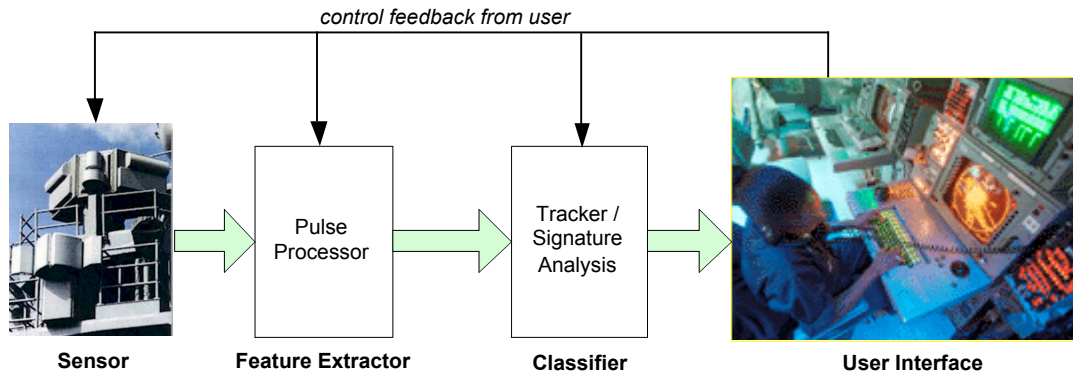 control feedback from user
Pulse
Processor
Tracker /
Signature
Analysis
Sensor
Feature Extractor
Classifier
User Interface